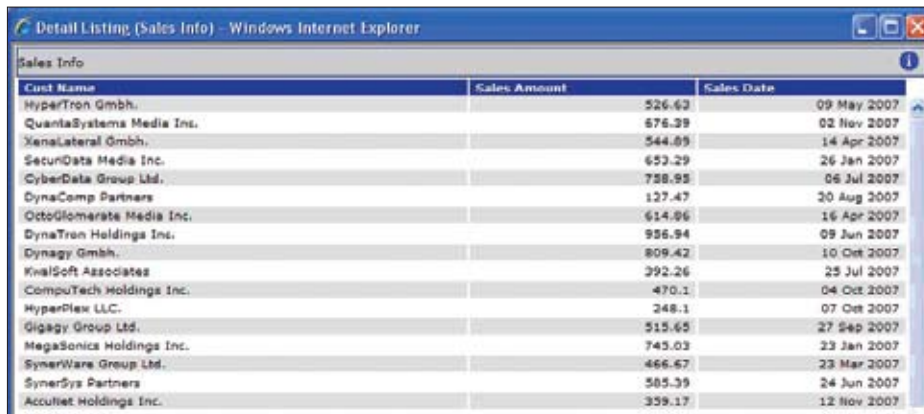 Detail Listing (Sales Info) - Windows Internet Explorer
Sales Info
Cust Name Sales Amount Sales Date
HyperTron Gmbh. 526.63 09 May 2007
QuantaSystems Media Inc. 676.39 02 Nov 2007
XenaLateral Gmbh. 544.89 14 Apr 2007
SecuriData Media Inc. 653.29 26 Jan 2007
CyberData Group Ltd. 758.95 06 Jul 2007
DynaComp Partners 127.47 20 Aug 2007
OctoGlomerate Media Inc. 614.86 16 Apr 2007
DynaTron Holdings Inc. 956.94 09 Jun 2007
Dynagy Gmbh. 809.42 10 Oct 2007
KwalSoft Associates 392.26 25 Jul 2007
CompuTech Holdings Inc. 470.1 04 Oct 2007
HyperPlex LLC. 248.1 07 Oct 2007
Gigagy Group Ltd. 515.65 27 Sep 2007
MegaSonics Holdings Inc. 745.03 23 Jan 2007
SynerWare Group Ltd. 466.67 23 Mar 2007
SynerSys Partners 585.39 24 Jun 2007
AccuNet Holdings Inc. 359.17 12 Nov 2007